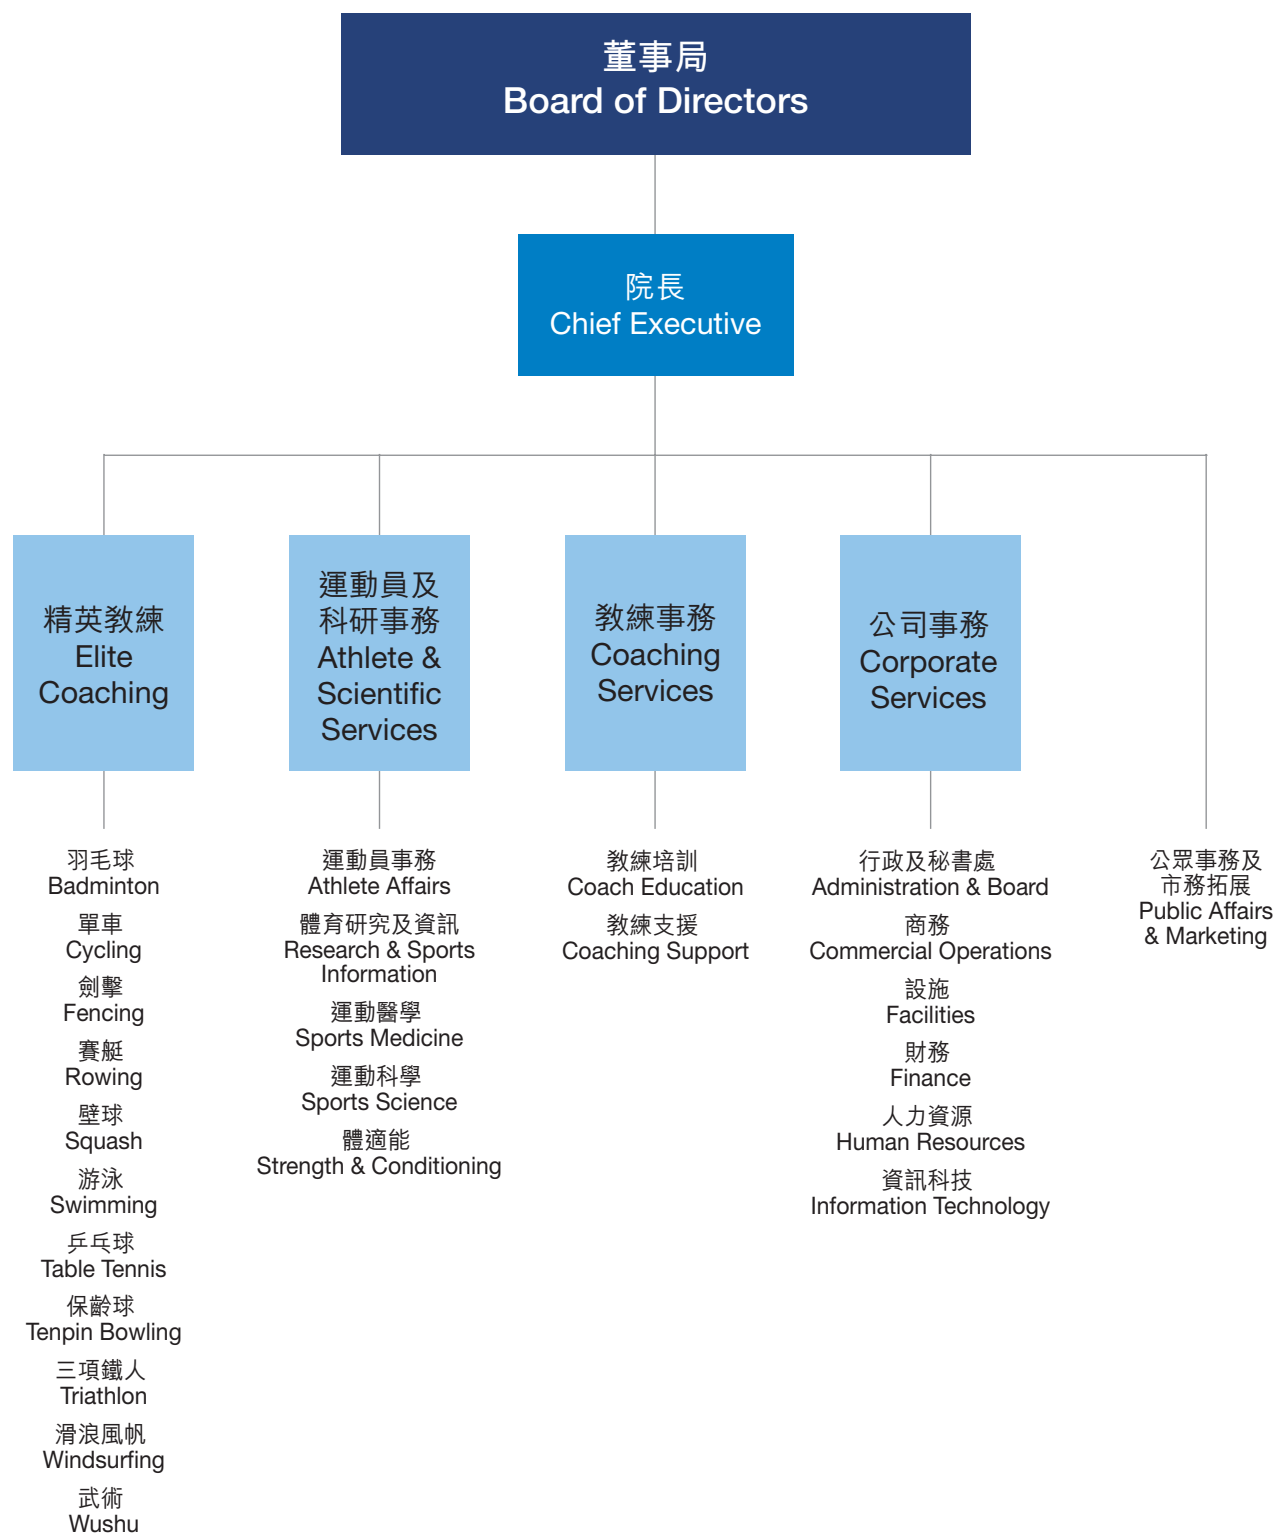 董事局
Board of Directors
院長
Chief Executive
精英教練
Elite
Coaching
運動員及
科研事務
Athlete &
Scientific
Services
教練事務
Coaching
Services
公司事務
Corporate
Services
羽毛球
Badminton
單車
Cycling
劍擊
Fencing
賽艇
Rowing
壁球
Squash
游泳
Swimming
乒乓球
Table Tennis
保齡球
Tenpin Bowling
三項鐵人
Triathlon
滑浪風帆
Windsurfing
武術
Wushu
運動員事務
Athlete Affairs
體育研究及資訊
Research & Sports
Information
運動醫學
Sports Medicine
運動科學
Sports Science
體適能
Strength & Conditioning
教練培訓
Coach Education
教練支援
Coaching Support
行政及秘書處
Administration & Board
商務
Commercial Operations
設施
Facilities
財務
Finance
人力資源
Human Resources
資訊科技
Information Technology
公眾事務及
市務拓展
Public Affairs
& Marketing